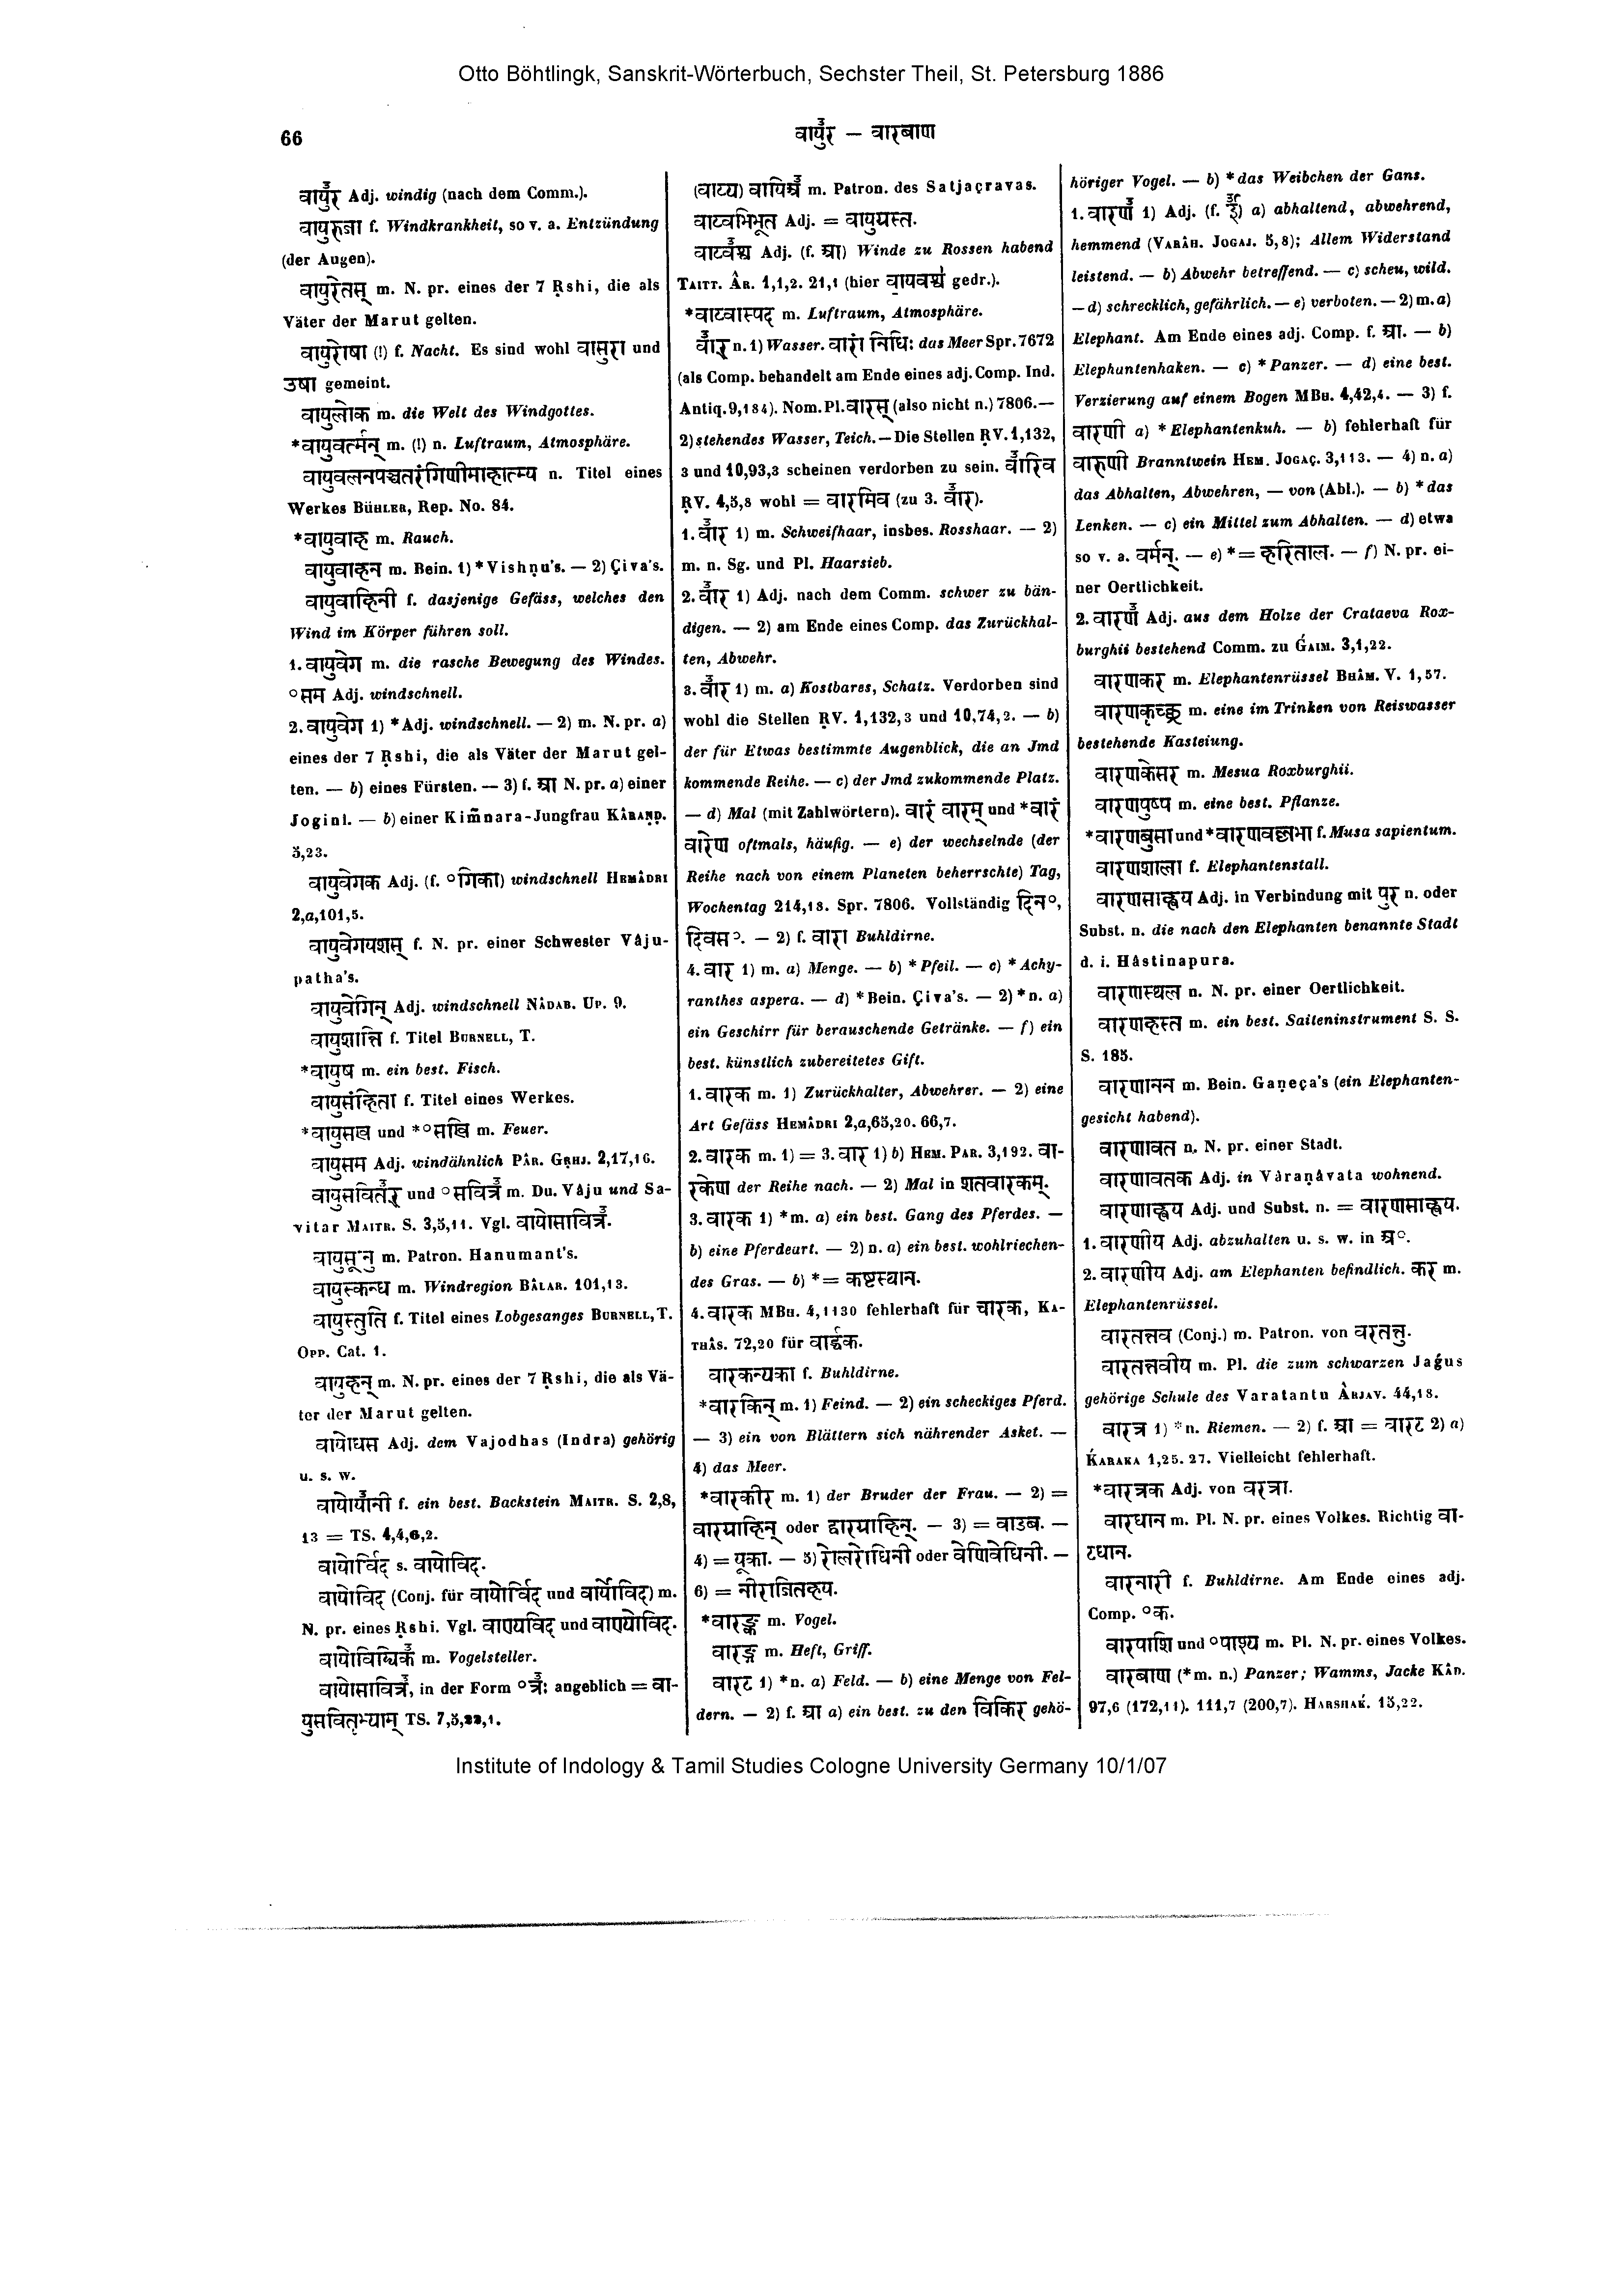 Otto Böhtlingk, Sanskrit-Wörterbuch, Sechster Theil, St. Petersburg 1886
66
वायुँर – वारबाण
वायुँर Adj. windig (nach dem Comm.).
वायुरुजा f. Windkrankheit, so v. a. Entzündung
(der Augen).
वायुरेतस् m. N. pr. eines der 7 Ṛshi, die als
Väter der Marut gelten.
वायुरोषा (!) f. Nacht. Es sind wohl वासुरा und
उषा gemeint.
वायुलोक m. die Welt des Windgottes.
*वायुवर्त्मन् m. (!) n. Luftraum, Atmosphäre.
वायुवलनपञ्चतरंगिणीमाहात्म्य n. Titel eines
Werkes BÜHLER, Rep. No. 84.
*वायुवाह m. Rauch.
वायुवाहन m. Bein. 1) *Vishṇu's. — 2) Çiva's.
वायुवाहिनी f. dasjenige Gefäss, welches den
Wind im Körper führen soll.
1. वायुवेग m. die rasche Bewegung des Windes.
°सम Adj. windschnell.
2. वायुवेग 1) *Adj. windschnell. — 2) m. N. pr. a)
eines der 7 Ṛshi, die als Väter der Marut gel-
ten. — b) eines Fürsten. — 3) f. आ N. pr. a) einer
Joginî. — b) einer Kiṁnara-Jungfrau KÂRAṆḌ.
3,23.
वायुवेगक Adj. (f. °गिका) windschnell HEMÂDRI
2,a,101,5.
वायुवेगयशस् f. N. pr. einer Schwester Vâju-
patha's.
वायुवेगिन् Adj. windschnell NÂDAB. UP. 9.
वायुशान्ति f. Titel BURNELL, T.
*वायुष m. ein best. Fisch.
वायुसंहिता f. Titel eines Werkes.
*वायुसख und *°सखि m. Feuer.
वायुसम Adj. windähnlich PÂR. GṚHJ. 2,17,16.
वायुसवितॄँ und °सवित्रँ m. Du. Vâju und Sa-
vitar MAITR. S. 3,5,11. Vgl. वायोसावित्रँ.
वायुसूनु m. Patron. Hanumant's.
वायुस्कन्ध m. Windregion BÂLAR. 101,13.
वायुस्तुति f. Titel eines Lobgesanges BURNELL, T.
OPP. Cat. 1.
वायुहन् m. N. pr. eines der 7 Ṛshi, die als Vä-
ter der Marut gelten.
वायोधस Adj. dem Vajodhas (Indra) gehörig
u. s. w.
वायोयाँनी f. ein best. Backstein MAITR. S. 2,8,
13 = TS. 4,4,6,2.
वायोर्विद् s. वायोविद्.
वायोविद् (Conj. für वायोर्विद् und वार्योविद्) m.
N. pr. eines Ṛshi. Vgl. वाण्यविद् und वाण्योविद्.
वायोविद्यिकँ m. Vogelsteller.
वायोसावित्रँ, in der Form °त्रँः angeblich = वा-
युसवितृभ्याम् TS. 7,5,22,1.
(वाय्य) वायिअँ m. Patron. des Satjaçravas.
वाय्वभिभूत Adj. = वायुग्रस्त.
वाय्वँश्व Adj. (f. आ) Winde zu Rossen habend
TAITT. ÂR. 1,1,2. 21,1 (hier वायवश्व gedr.).
*वाय्वास्पद m. Luftraum, Atmosphäre.
वाँर् n. 1) Wasser. वारां निधिः das Meer Spr. 7672
(als Comp. behandelt am Ende eines adj. Comp. Ind.
Antiq. 9,184). Nom. Pl. वारस् (also nicht n.) 7806. —
2) stehendes Wasser, Teich. — Die Stellen ṚV. 1,132,
3 und 10,93,3 scheinen verdorben zu sein. वाँरिव
ṚV. 4,5,8 wohl = वारमिव (zu 3. वाँर).
1. वाँर 1) m. Schweifhaar, insbes. Rosshaar. — 2)
m. n. Sg. und Pl. Haarsieb.
2. वाँर 1) Adj. nach dem Comm. schwer zu bän-
digen. — 2) am Ende eines Comp. das Zurückhal-
ten, Abwehr.
3. वाँर 1) m. a) Kostbares, Schatz. Verdorben sind
wohl die Stellen ṚV. 1,132,3 und 10,74,2. — b)
der für Etwas bestimmte Augenblick, die an Jmd
kommende Reihe. — c) der Jmd zukommende Platz.
— d) Mal (mit Zahlwörtern). वारं वारम् und *वारं
वारेण oftmals, häufig. — e) der wechselnde (der
Reihe nach von einem Planeten beherrschte) Tag,
Wochentag 214,18. Spr. 7806. Vollständig दिन°,
दिवस°. — 2) f. वारा Buhldirne.
4. वार 1) m. a) Menge. — b) *Pfeil. — c) *Achy-
ranthes aspera. — d) *Bein. Çiva's. — 2) *n. a)
ein Geschirr für berauschende Getränke. — f) ein
best. künstlich zubereitetes Gift.
1. वारक m. 1) Zurückhalter, Abwehrer. — 2) eine
Art Gefäss HEMÂDRI 2,a,65,20. 66,7.
2. वारक m. 1) = 3. वार 1) b) HEM. PAR. 3,192. वा-
रकेण der Reihe nach. — 2) Mal in शतवारकम्.
3. वारक 1) *m. a) ein best. Gang des Pferdes. —
b) eine Pferdeart. — 2) n. a) ein best. wohlriechen-
des Gras. — b) *= कष्टस्थान.
4. वारक MBH. 4,1130 fehlerhaft für चारक, KA-
THÂS. 72,20 für वार्द्धक.
वारकन्यका f. Buhldirne.
*वारकिन् m. 1) Feind. — 2) ein scheckiges Pferd.
— 3) ein von Blättern sich nährender Asket. —
4) das Meer.
*वारकीर m. 1) der Bruder der Frau. — 2) =
वारग्राहिन् oder द्वारग्राहिन्. — 3) = वाडब. —
4) = यूका. — 5) रोलरोधिनी oder वेणिवेधिनी. —
6) = नीराजितहय.
*वारङ्क m. Vogel.
वारङ्ग m. Heft, Griff.
वारट 1) *n. a) Feld. — b) eine Menge von Fel-
dern. — 2) f. आ a) ein best. zu den विकिर gehö-
höriger Vogel. — b) *das Weibchen der Gans.
1. वारणँ 1) Adj. (f. ईँ) a) abhaltend, abwehrend,
hemmend (VARÂH. JOGAJ. 5,8); Allem Widerstand
leistend. — b) Abwehr betreffend. — c) scheu, wild.
— d) schrecklich, gefährlich. — e) verboten. — 2) m. a)
Elephant. Am Ende eines adj. Comp. f. आ. — b)
Elephantenhaken. — c) *Panzer. — d) eine best.
Verzierung auf einem Bogen MBH. 4,42,4. — 3) f.
वारणी a) *Elephantenkuh. — b) fehlerhaft für
वारुणी Branntwein HEM. JOGAÇ. 3,113. — 4) n. a)
das Abhalten, Abwehren, — von (Abl.). — b) *das
Lenken. — c) ein Mittel zum Abhalten. — d) etwa
so v. a. वर्मन्. — e) *= हरिताल. — f) N. pr. ei-
ner Oertlichkeit.
2. वारणँ Adj. aus dem Holze der Crataeva Rox-
burghii bestehend Comm. zu ǴAIM. 3,1,22.
वारणकर m. Elephantenrüssel BHÂM. V. 1,57.
वारणकृच्छ्र m. eine im Trinken von Reiswasser
bestehende Kasteiung.
वारणकेसर m. Mesua Roxburghii.
वारणपुष्प m. eine best. Pflanze.
*वारणबुसा und *वारणवल्लभा f. Musa sapientum.
वारणशाला f. Elephantenstall.
वारणसाह्वय Adj. in Verbindung mit पुर n. oder
Subst. n. die nach den Elephanten benannte Stadt
d. i. Hâstinapura.
वारणस्थल n. N. pr. einer Oertlichkeit.
वारणहस्त m. ein best. Saiteninstrument S. S.
S. 185.
वारणानन m. Bein. Gaṇeça's (ein Elephanten-
gesicht habend).
वारणावत n. N. pr. einer Stadt.
वारणावतक Adj. in Vâraṇâvata wohnend.
वारणाह्वय Adj. und Subst. n. = वारणसाह्वय.
1. वारणीय Adj. abzuhalten u. s. w. in अ°.
2. वारणीय Adj. am Elephanten befindlich. कर m.
Elephantenrüssel.
वारतन्तव (Conj.) m. Patron. von वरतन्तु.
वारतन्तवीय m. Pl. die zum schwarzen Jaǵus
gehörige Schule des Varatantu ÂRJAV. 44,18.
वारत्र 1) *n. Riemen. — 2) f. आ = वारट 2) a)
ḰARAKA 1,25. 27. Vielleicht fehlerhaft.
*वारत्रक Adj. von वरत्रा.
वारधान m. Pl. N. pr. eines Volkes. Richtig वा-
टधान.
वारनारी f. Buhldirne. Am Ende eines adj.
Comp. °क.
वारपाशि und °पाश्य m. Pl. N. pr. eines Volkes.
वारबाण (*m. n.) Panzer; Wamms, Jacke KÂD.
97,6 (172,11). 111,7 (200,7). HARSHAḰ. 15,22.
Institute of Indology & Tamil Studies Cologne University Germany 10/1/07